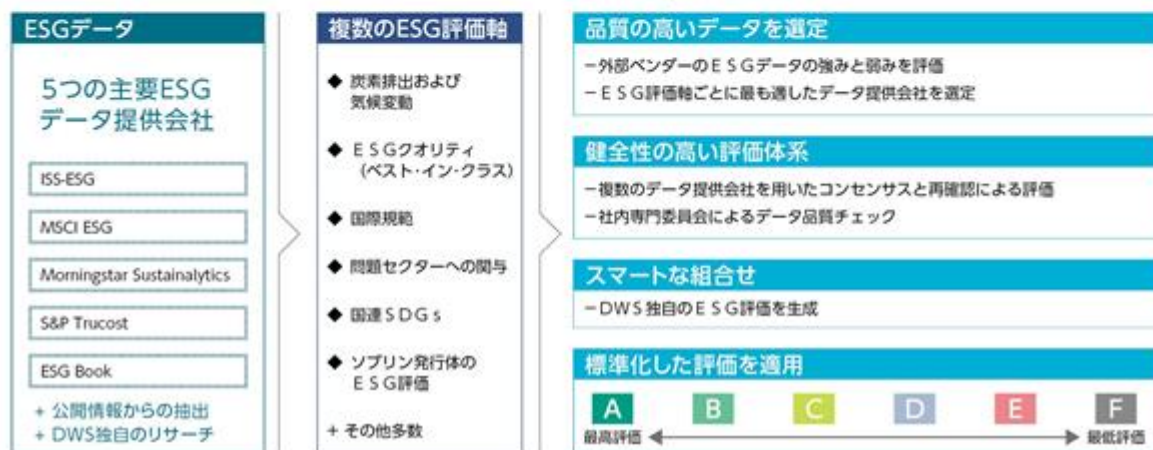 ESGデータ
5つの主要ESG
データ提供会社
ISS-ESG
MSCI ESG
Morningstar Sustainalytics
S&P Trucost
ESG Book
+ 公開情報からの抽出
+ DWS独自のリサーチ
複数のESG評価軸
◆ 炭素排出および
気候変動
◆ ESGクオリティ
(ベスト・イン・クラス)
◆ 国際規範
◆ 問題セクターへの関与
◆ 国連SDGs
◆ ソブリン発行体の
ESG評価
+ その他多数
品質の高いデータを選定
－外部ベンダーのESGデータの強みと弱みを評価
－ESG評価軸ごとに最も適したデータ提供会社を選定
健全性の高い評価体系
－複数のデータ提供会社を用いたコンセンサスと再確認による評価
－社内専門委員会によるデータ品質チェック
スマートな組合せ
－DWS独自のESG評価を生成
標準化した評価を適用
A B C D E F
最高評価 最低評価